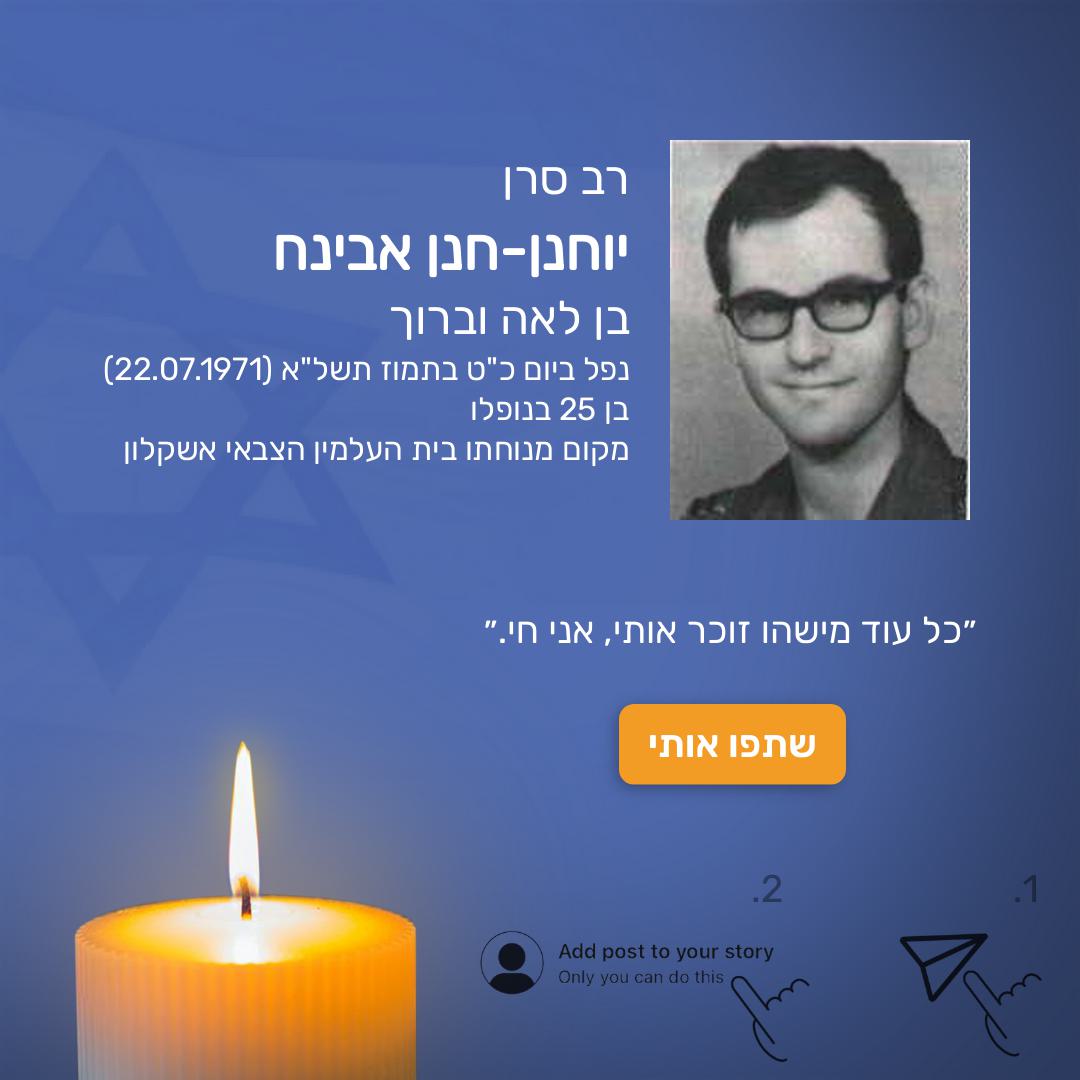 רב סרן
יוחנן-חנן אבינח
בן לאה וברוך
נפל ביום כ"ט בתמוז תשל"א (22.07.1971)
בן 25 בנופלו
מקום מנוחתו בית העלמין הצבאי אשקלון
״כל עוד מישהו זוכר אותי, אני חי.״
שתפו אותי
1.
2.
Add post to your story
Only you can do this